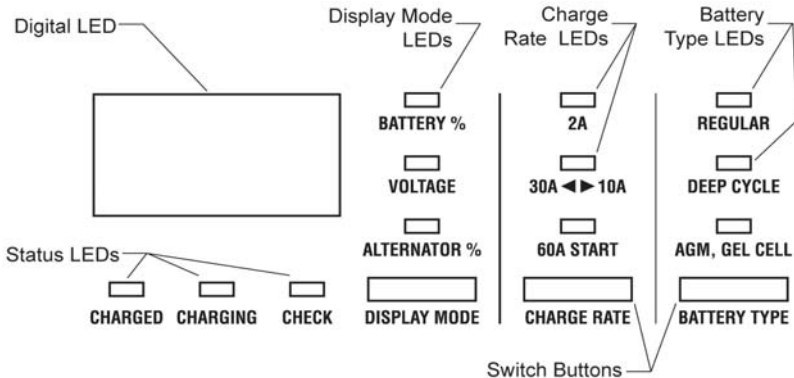 Digital LED
Display Mode
LEDs
Charge
Rate LEDs
Battery
Type LEDs
BATTERY %
2A
REGULAR
VOLTAGE
30A ◄► 10A
DEEP CYCLE
ALTERNATOR %
60A START
AGM, GEL CELL
Status LEDs
CHARGED
CHARGING
CHECK
DISPLAY MODE
CHARGE RATE
BATTERY TYPE
Switch Buttons